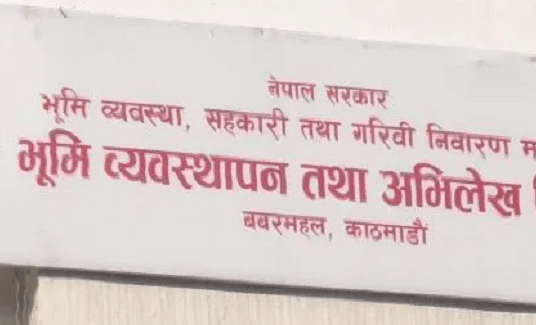 नेपाल सरकार
भूमि व्यवस्था, सहकारी तथा गरिवी निवारण
भूमि व्यवस्थापन तथा अभिलेख
बबरमहल, काठमाडौं